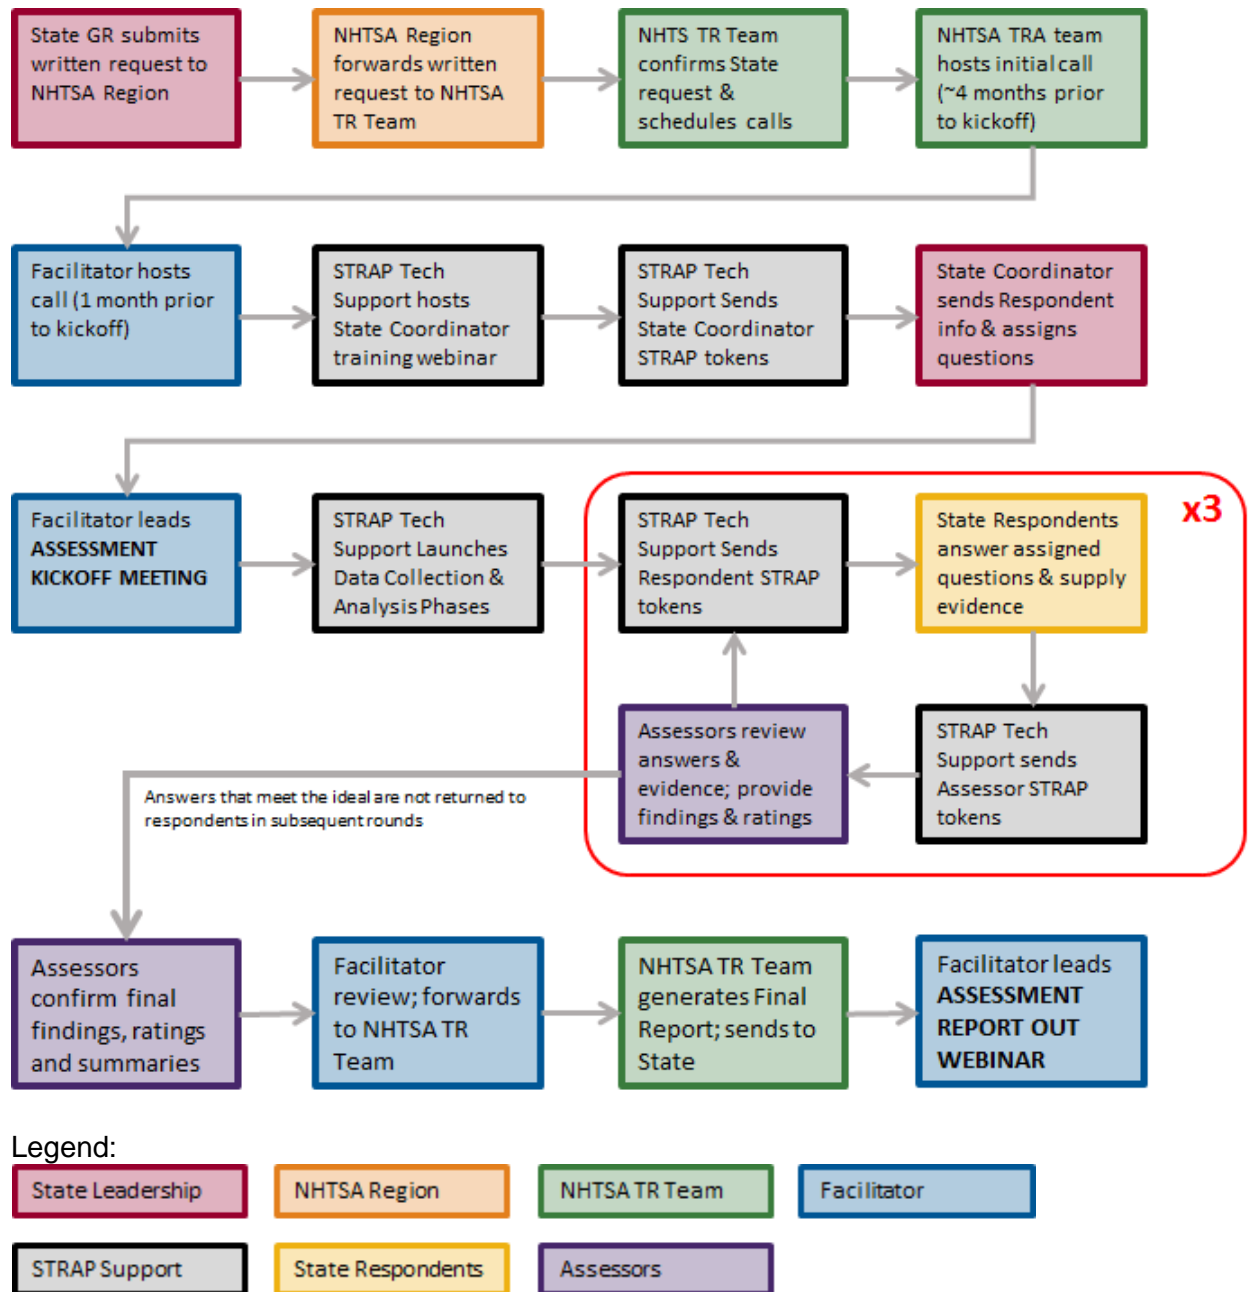 State GR submits
written request to
NHTSA Region
NHTSA Region
forwards written
request to NHTSA
TR Team
NHTS TR Team
confirms State
request &
schedules calls
NHTSA TRA team
hosts initial call
(~4 months prior
to kickoff)
Facilitator hosts
call (1 month prior
to kickoff)
STRAP Tech
Support hosts
State Coordinator
training webinar
STRAP Tech
Support Sends
State Coordinator
STRAP tokens
State Coordinator
sends Respondent
info & assigns
questions
Facilitator leads
ASSESSMENT
KICKOFF MEETING
STRAP Tech
Support Launches
Data Collection &
Analysis Phases
STRAP Tech
Support Sends
Respondent STRAP
tokens
State Respondents
answer assigned
questions & supply
evidence
x3
Assessors review
answers &
evidence; provide
findings & ratings
STRAP Tech
Support sends
Assessor STRAP
tokens
Answers that meet the ideal are not returned to
respondents in subsequent rounds
Assessors
confirm final
findings, ratings
and summaries
Facilitator
review; forwards
to NHTSA TR
Team
NHTSA TR Team
generates Final
Report; sends to
State
Facilitator leads
ASSESSMENT
REPORT OUT
WEBINAR
Legend:
State Leadership
NHTSA Region
NHTSA TR Team
Facilitator
STRAP Support
State Respondents
Assessors